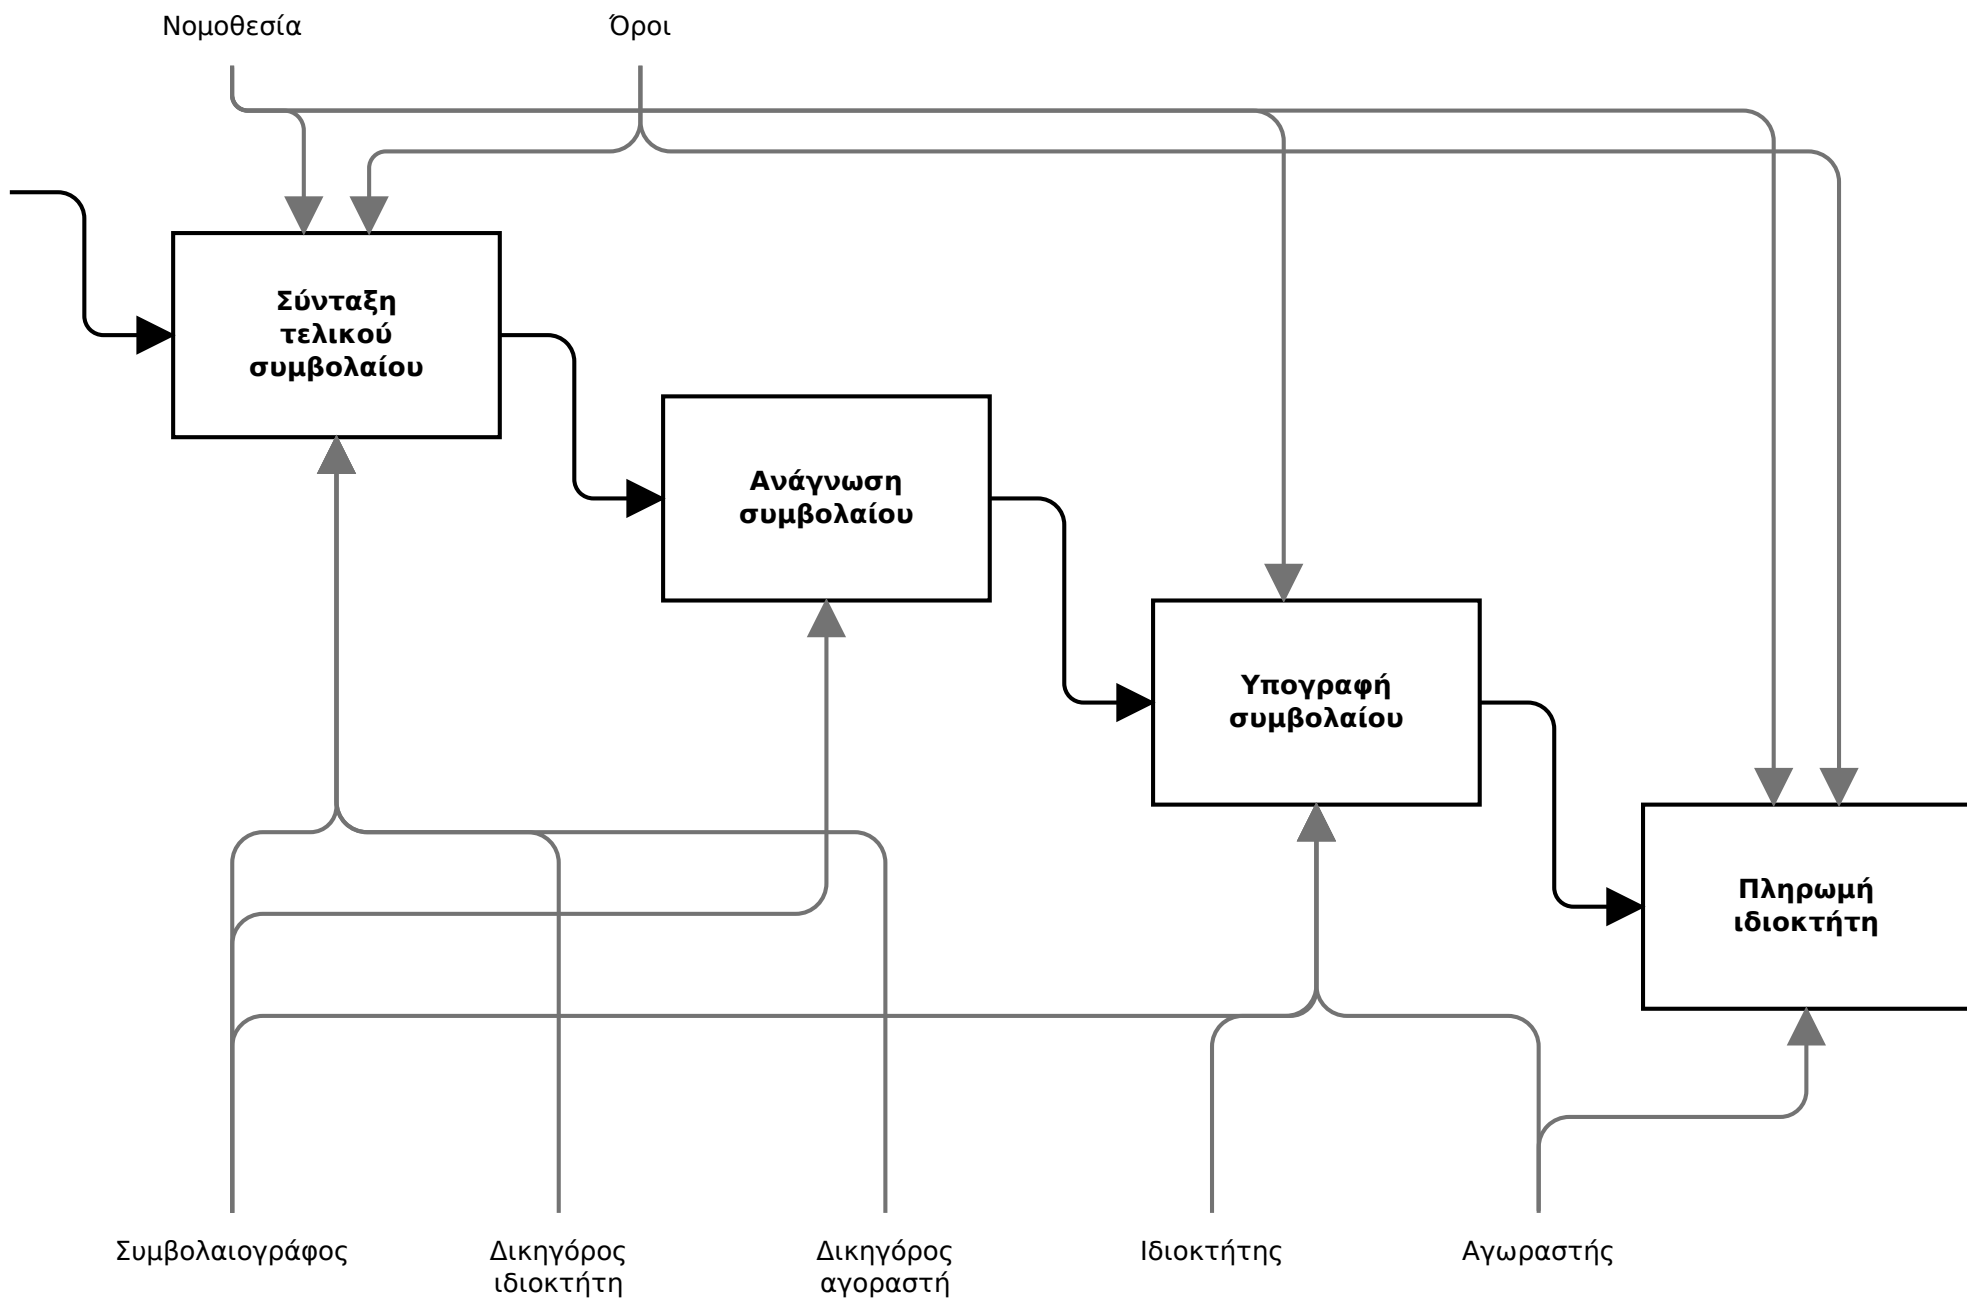 Νομοθεσία
Όροι
Σύνταξη
τελικού
συμβολαίου
Ανάγνωση
συμβολαίου
Υπογραφή
συμβολαίου
Πληρωμή
ιδιοκτήτη
Συμβολαιογράφος
Δικηγόρος
ιδιοκτήτη
Δικηγόρος
αγοραστή
Ιδιοκτήτης
Αγωραστής